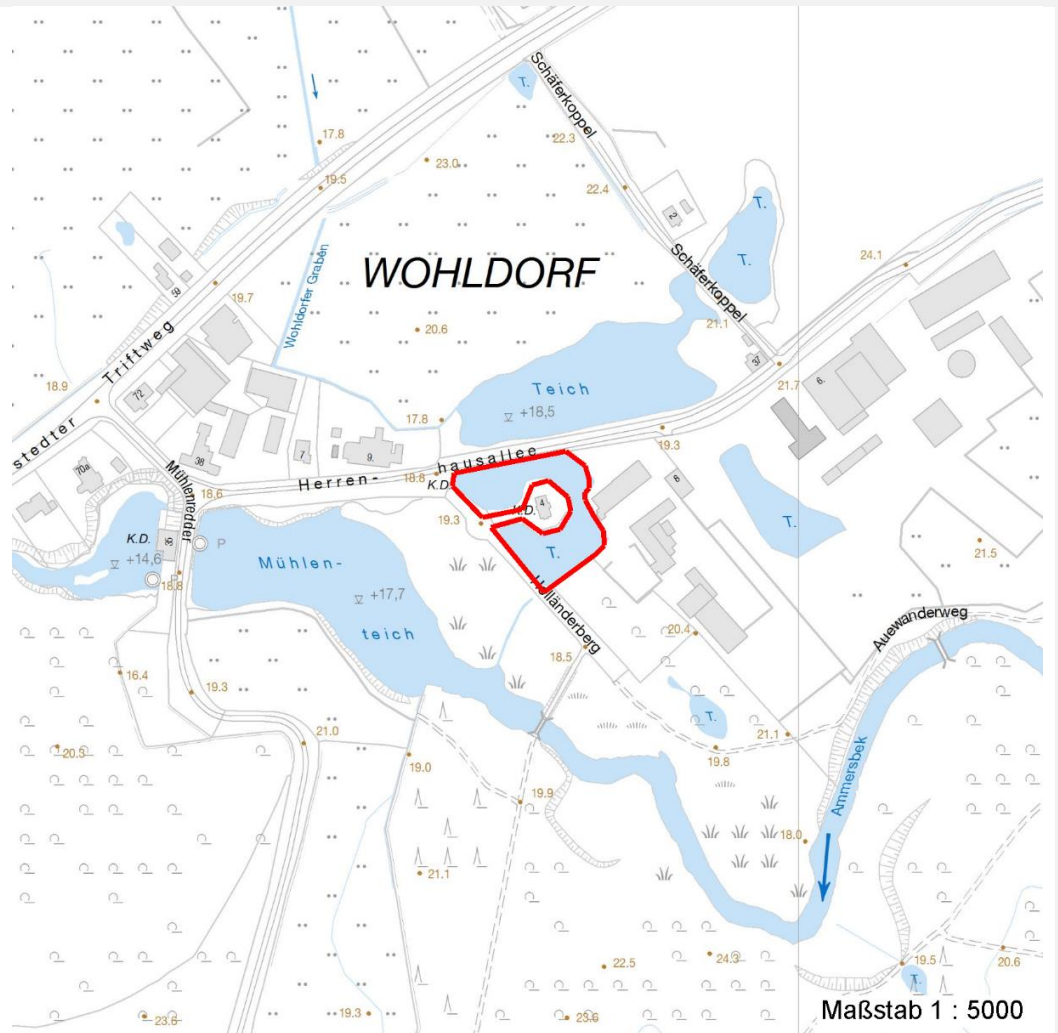 T.
Schäferkoppel
17.8
22.3
23.0
19.5
22.4
2
T.
T.
Schäferkoppel
WOHLDORF
Wohldorfer Graben
24.1
59
19.7
20.6
21.1
Triftweg
37
21.7
6.
18.9
72
Teich
+18,5
17.8
19.3
stedter
70a
38
7
9.
hausallee
Herren-
18.8
K.D.
8
Mühlenredder
18.6
4
K.D.
19.3
T.
T.
K.D.
35
P
+14,6
P
18.8
Mühlen-
teich
+17,7
T.
21.5
Holländerberg
20.4
Auewanderweg
18.5
16.4
19.3
T.
21.1
19.8
21.0
20.3
19.0
19.9
Ammersbek
18.0
21.1
22.5
24.3
19.5
20.6
T.
23.6
19.3
23.6
Maßstab 1 : 5000